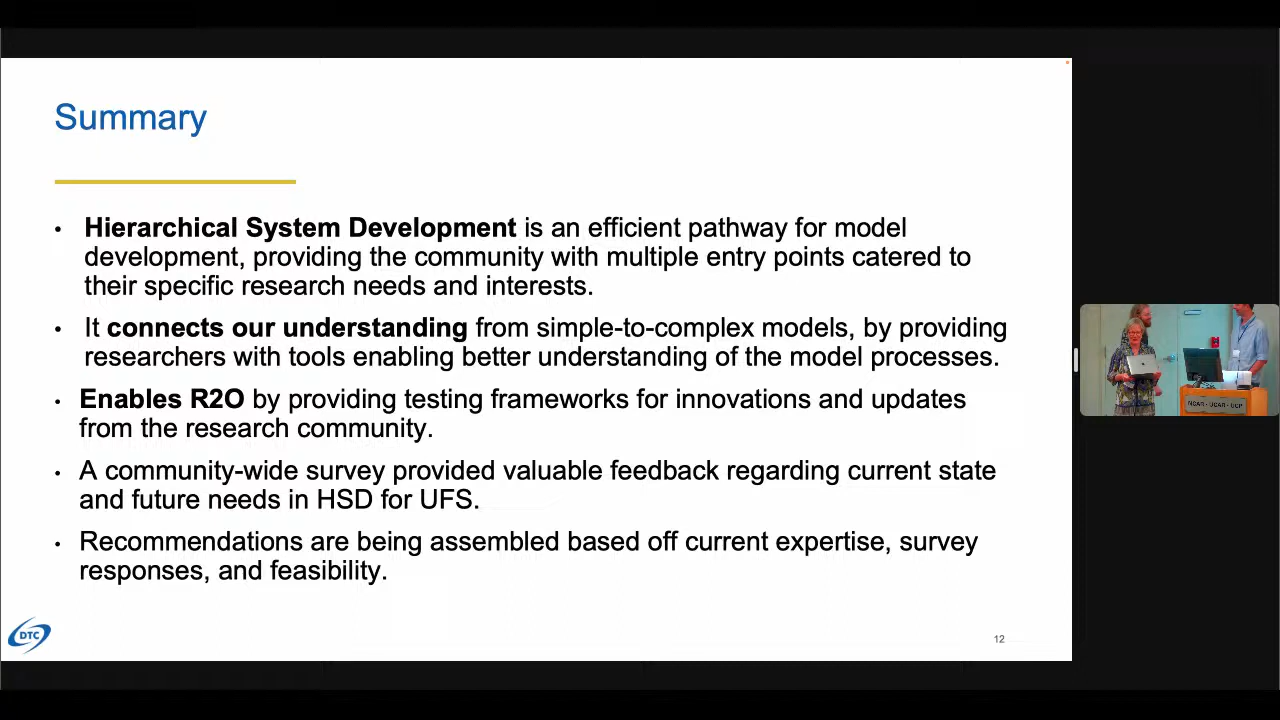 Summary
• Hierarchical System Development is an efficient pathway for model
development, providing the community with multiple entry points catered to
their specific research needs and interests.
• It connects our understanding from simple-to-complex models, by providing
researchers with tools enabling better understanding of the model processes.
• Enables R2O by providing testing frameworks for innovations and updates
from the research community.
• A community-wide survey provided valuable feedback regarding current state
and future needs in HSD for UFS.
• Recommendations are being assembled based off current expertise, survey
responses, and feasibility.
DTC
12
NCAR • UCAR • UCP